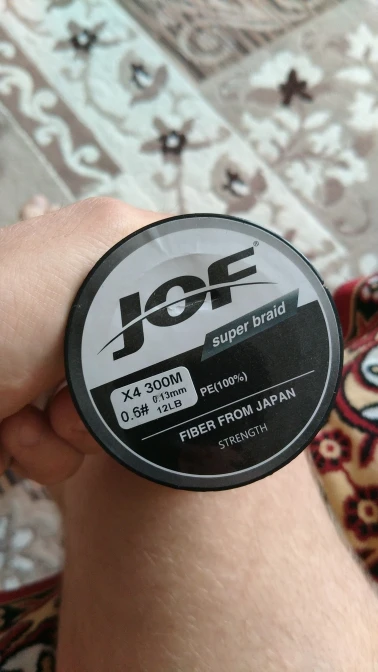 JOF®
super braid
X4 300M
0.6# 0.13mm
12LB
PE(100%)
FIBER FROM JAPAN
STRENGTH